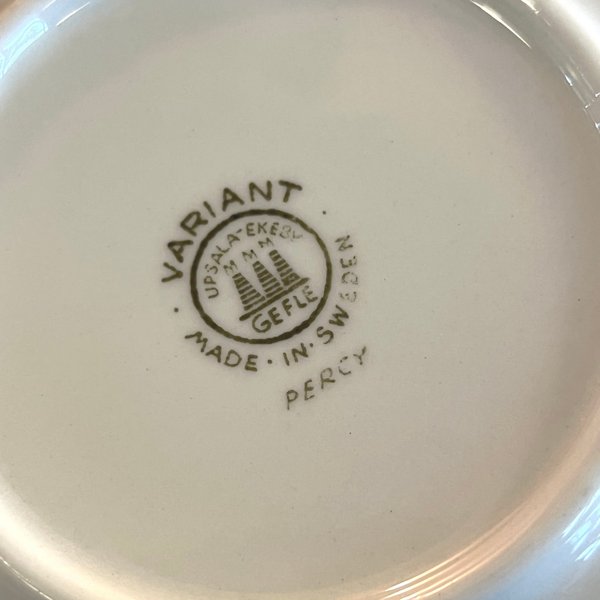 VARIANT
UPSALA-EKEBY
GEFLE
MADE·IN·SWEDEN
PERCY